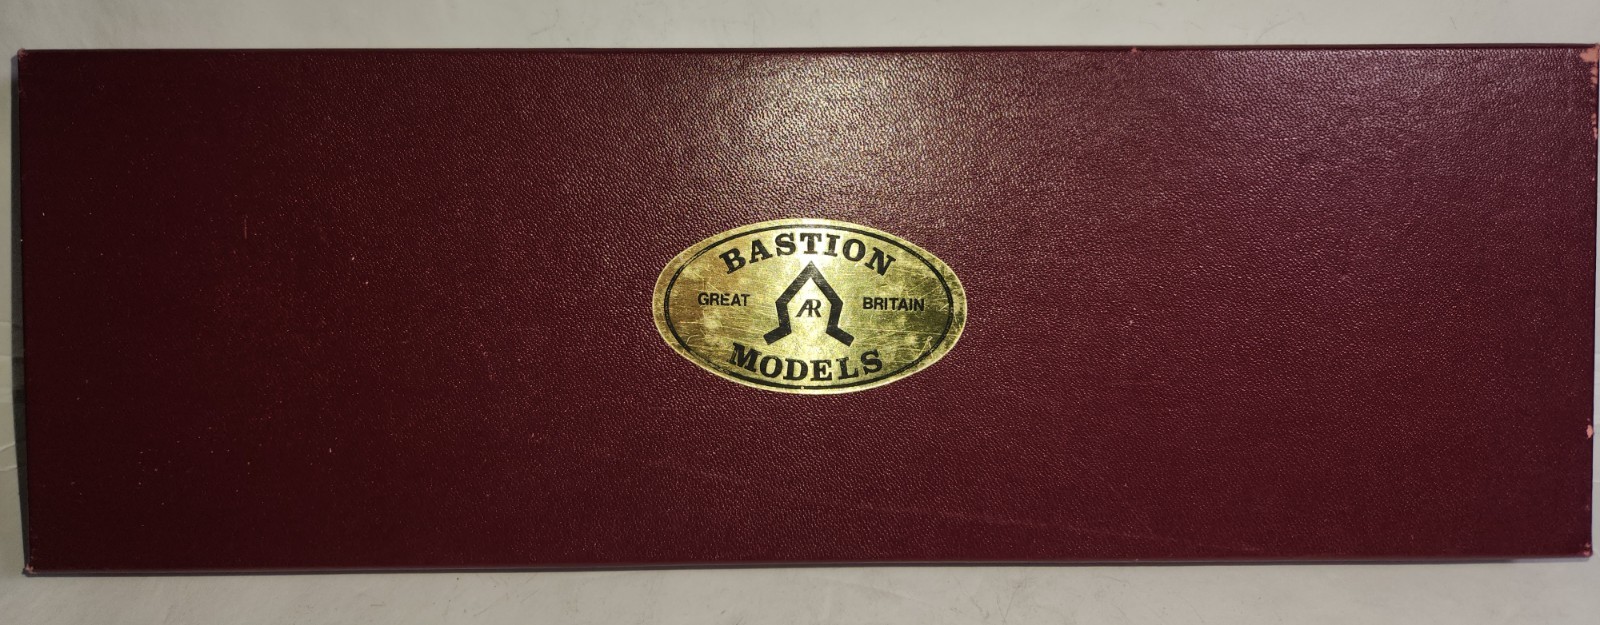 BASTION
GREAT BRITAIN
AR
MODELS